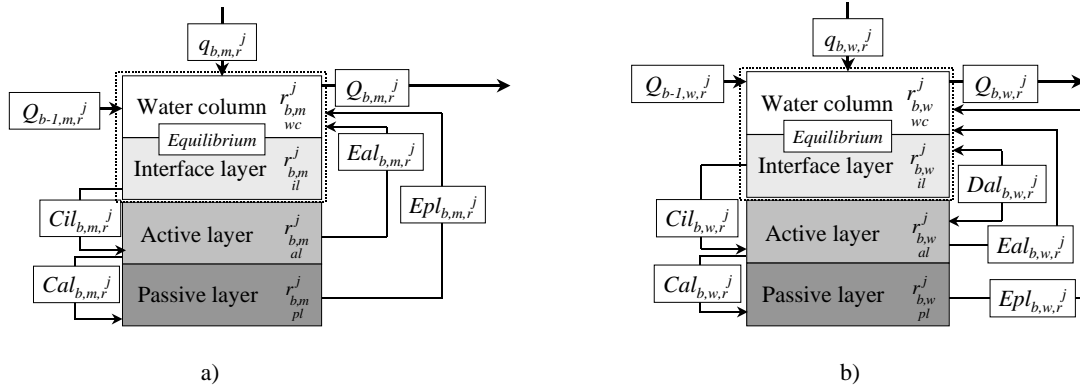 q_{b,m,r}^j
Q_{b-1,m,r}^j
Water column r_{b,m wc}^j
Q_{b,m,r}^j
Equilibrium
Interface layer r_{b,m il}^j
Eal_{b,m,r}^j
Epl_{b,m,r}^j
Cil_{b,m,r}^j
Active layer r_{b,m al}^j
Cal_{b,m,r}^j
Passive layer r_{b,m pl}^j
a)
q_{b,w,r}^j
Q_{b-1,w,r}^j
Water column r_{b,w wc}^j
Q_{b,w,r}^j
Equilibrium
Interface layer r_{b,w il}^j
Dal_{b,w,r}^j
Cil_{b,w,r}^j
Active layer r_{b,w al}^j
Eal_{b,w,r}^j
Cal_{b,w,r}^j
Passive layer r_{b,w pl}^j
Epl_{b,w,r}^j
b)